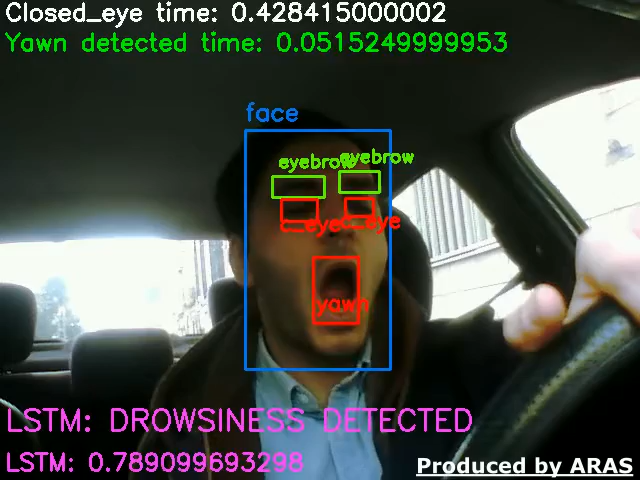 Closed_eye time: 0.428415000002
Yawn detected time: 0.0515249999953
face
eyebrow eyebrow
c_eye c_eye
yawn
LSTM: DROWSINESS DETECTED
LSTM: 0.789099693298
Produced by ARAS